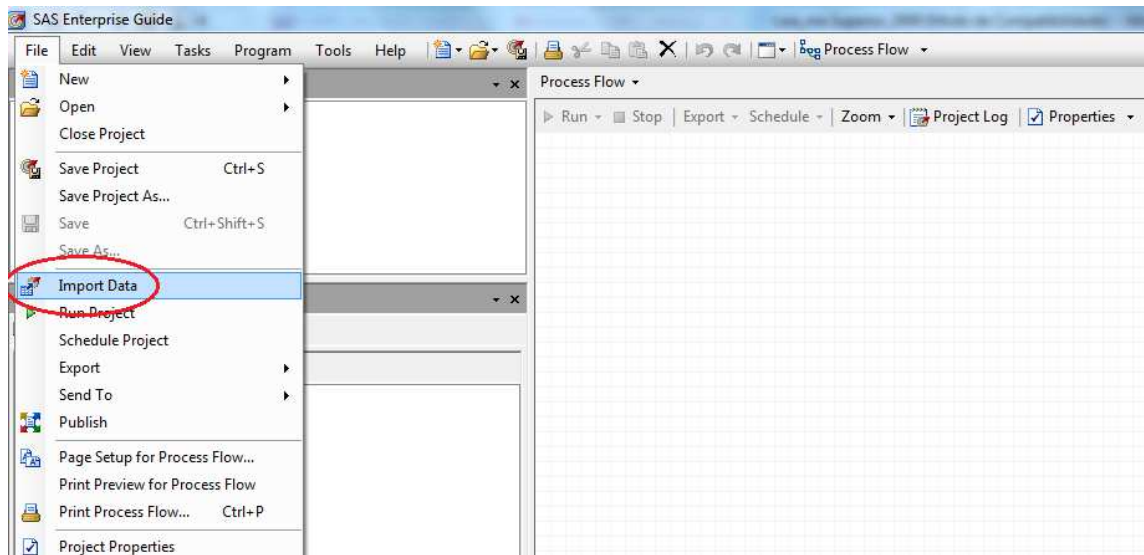 SAS Enterprise Guide
File Edit View Tasks Program Tools Help Process Flow
New
Process Flow
Open
Run Stop Export Schedule Zoom Project Log Properties
Close Project
Save Project Ctrl+S
Save Project As...
Save Ctrl+Shift+S
Save As...
Import Data
Run Project
Schedule Project
Export
Send To
Publish
Page Setup for Process Flow...
Print Preview for Process Flow
Print Process Flow... Ctrl+P
Project Properties